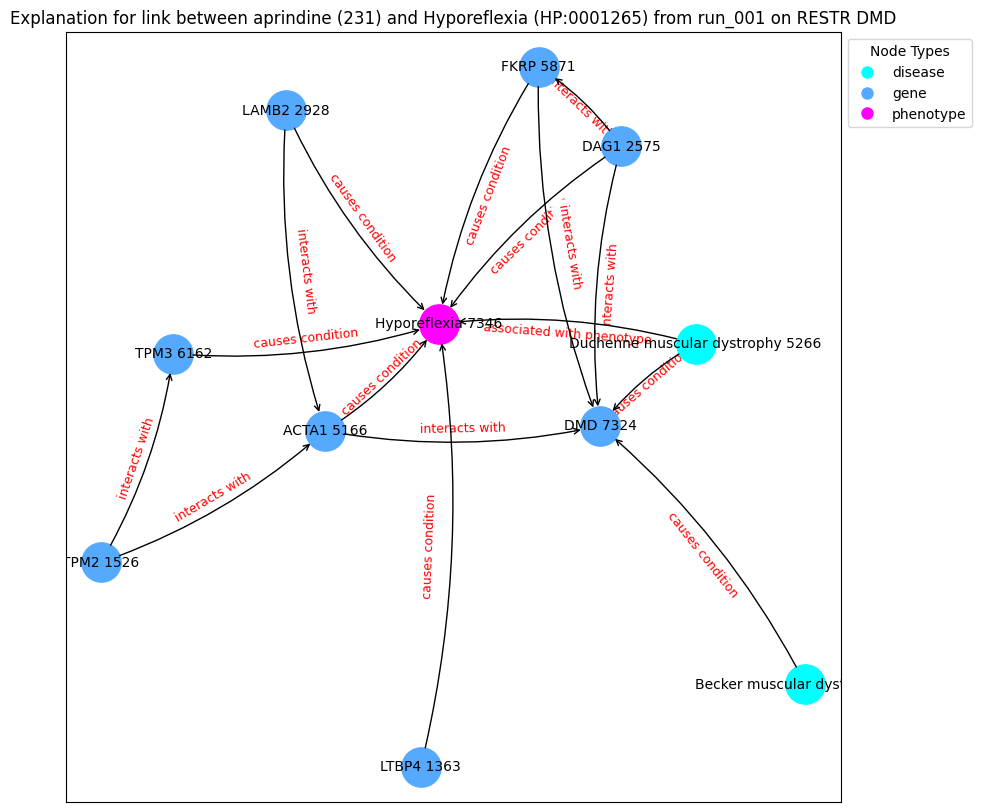 Explanation for link between aprindine (231) and Hyporeflexia (HP:0001265) from run_001 on RESTR DMD
Node Types
disease
gene
phenotype
FKRP 5871
interacts with
LAMB2 2928
DAG1 2575
causes condition
causes condition
causes condi
interacts with
interacts with
interacts with
Hyporeflexia 7346
associated with phenotype
Duchenne muscular dystrophy 5266
causes condition
TPM3 6162
causes condition
causes condition
ACTA1 5166
interacts with
DMD 7324
interacts with
interacts with
causes condition
causes condition
TPM2 1526
Becker muscular dyst
LTBP4 1363